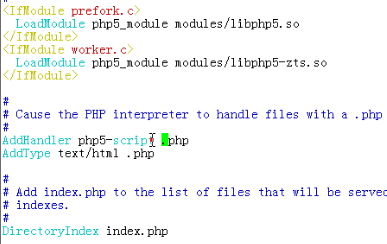 <IfModule prefork.c>
  LoadModule php5_module modules/libphp5.so
</IfModule>
<IfModule worker.c>
  LoadModule php5_module modules/libphp5-zts.so
</IfModule>
#
# Cause the PHP interpreter to handle files with a .php
#
AddHandler php5-script .php
AddType text/html .php
#
# Add index.php to the list of files that will be served
# indexes.
#
DirectoryIndex index.php